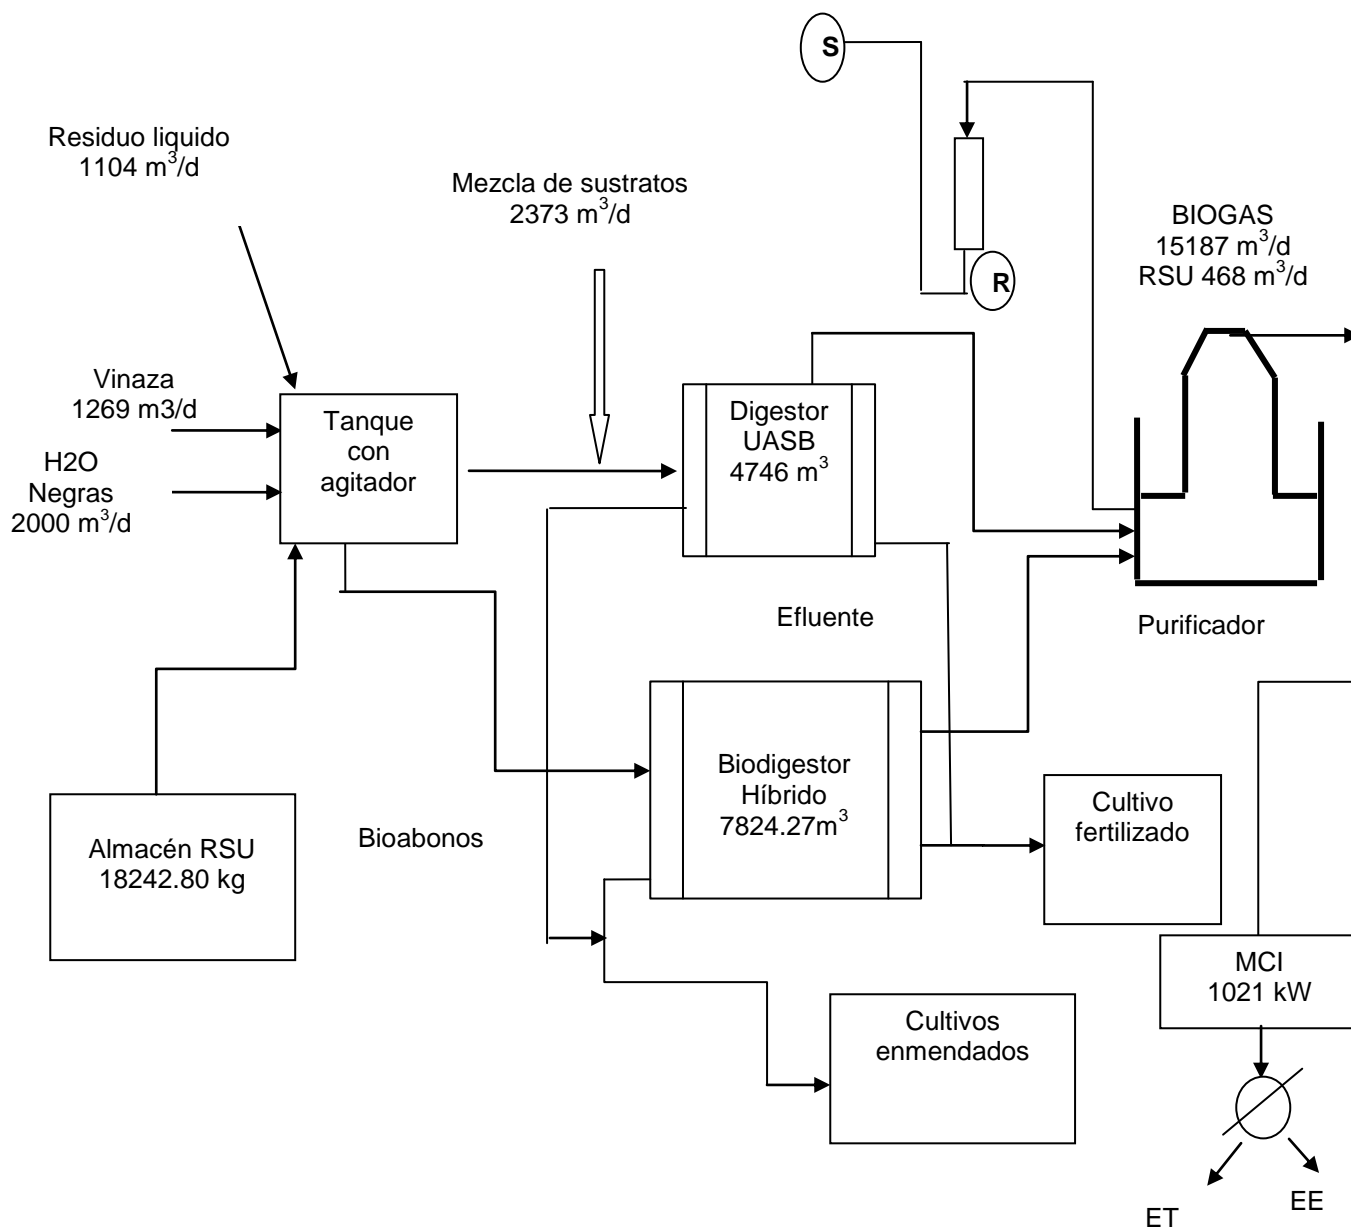 S
Residuo liquido
1104 m³/d
Mezcla de sustratos
2373 m³/d
BIOGAS
15187 m³/d
RSU 468 m³/d
R
Vinaza
1269 m3/d
H2O
Negras
2000 m³/d
Tanque
con
agitador
Digestor
UASB
4746 m³
Efluente
Purificador
Biodigestor
Híbrido
7824.27m³
Cultivo
fertilizado
Almacén RSU
18242.80 kg
Bioabonos
MCI
1021 kW
Cultivos
enmendados
ET
EE